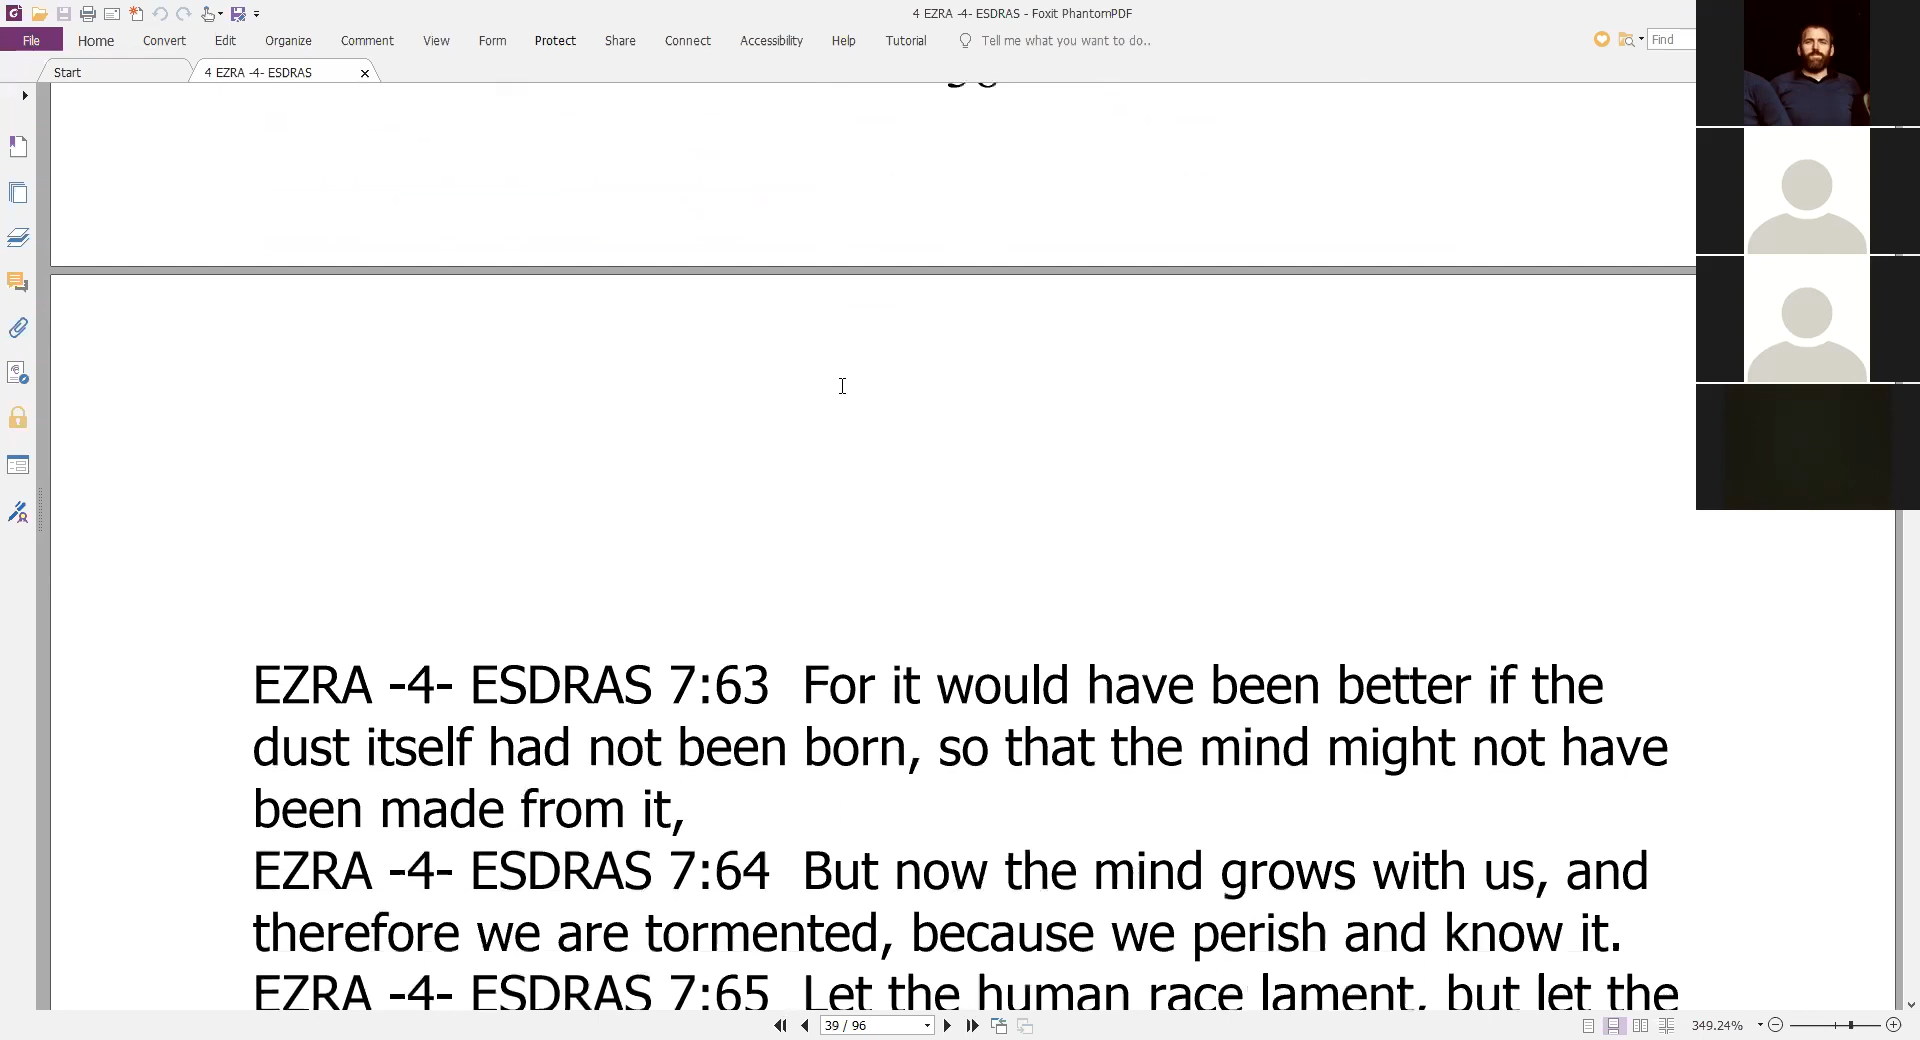 4 EZRA -4- ESDRAS - Foxit PhantomPDF
File Home Convert Edit Organize Comment View Form Protect Share Connect Accessibility Help Tutorial Tell me what you want to do.. Find
Start 4 EZRA -4- ESDRAS
EZRA -4- ESDRAS 7:63 For it would have been better if the
dust itself had not been born, so that the mind might not have
been made from it,
EZRA -4- ESDRAS 7:64 But now the mind grows with us, and
therefore we are tormented, because we perish and know it.
EZRA -4- ESDRAS 7:65 Let the human race lament, but let the
39 / 96
349.24%